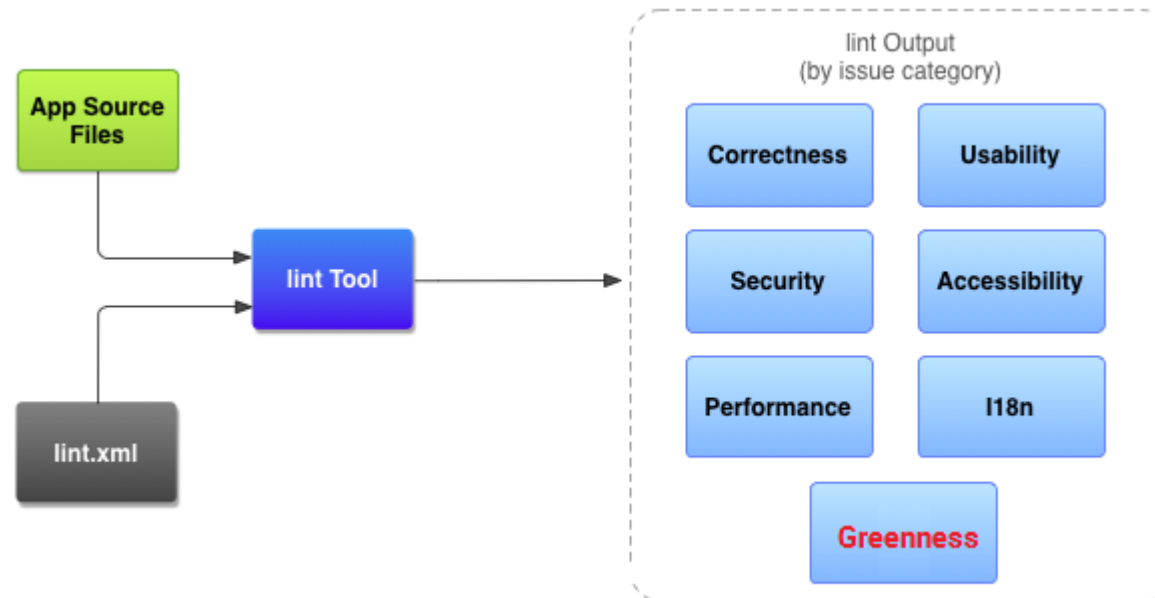 lint Output
(by issue category)
App Source
Files
Correctness
Usability
lint Tool
Security
Accessibility
Performance
I18n
lint.xml
Greenness